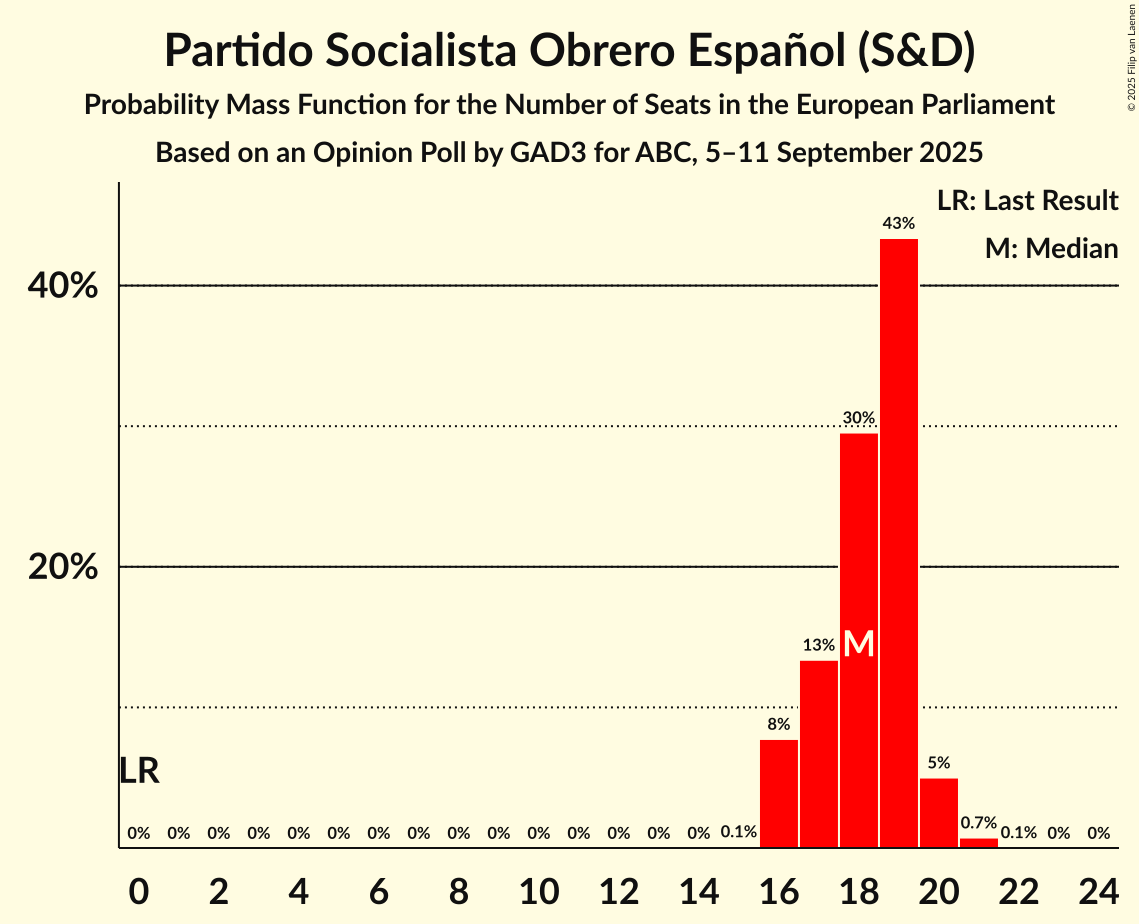 Partido Socialista Obrero Español (S&D)
Probability Mass Function for the Number of Seats in the European Parliament
Based on an Opinion Poll by GAD3 for ABC, 5–11 September 2025
© 2025 Filip van Laenen
LR: Last Result
M: Median
43%
40%
30%
20%
13%
M
8%
5%
LR
0% 0% 0% 0% 0% 0% 0% 0% 0% 0% 0% 0% 0% 0% 0% 0.1% 0.7% 0.1% 0% 0%
0 2 4 6 8 10 12 14 16 18 20 22 24